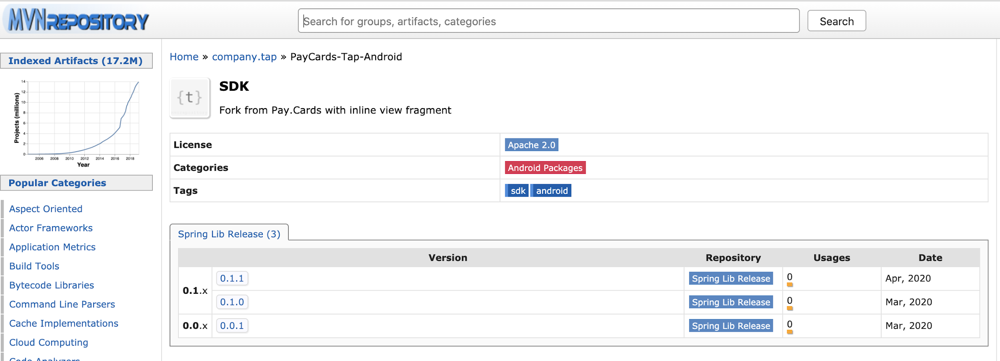 MVNREPOSITORY
Search for groups, artifacts, categories
Search
Indexed Artifacts (17.2M)
Projects (millions)
14
12
10
8
6
4
2
0
2006 2008 2010 2012 2014 2016 2018
Year
Popular Categories
Aspect Oriented
Actor Frameworks
Application Metrics
Build Tools
Bytecode Libraries
Command Line Parsers
Cache Implementations
Cloud Computing
Code Analyzers
Home » company.tap » PayCards-Tap-Android
{t}
SDK
Fork from Pay.Cards with inline view fragment
License Apache 2.0
Categories Android Packages
Tags sdk android
Spring Lib Release (3)
Version Repository Usages Date
0.1.x
0.1.1 Spring Lib Release 0 Apr, 2020
0.1.0 Spring Lib Release 0 Mar, 2020
0.0.x 0.0.1 Spring Lib Release 0 Mar, 2020